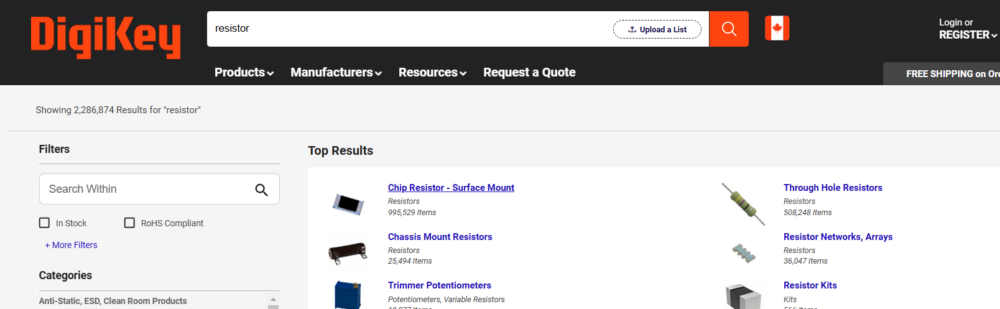 DigiKey
resistor
Upload a List
Login or
REGISTER
Products
Manufacturers
Resources
Request a Quote
FREE SHIPPING on
Showing 2,286,874 Results for "resistor"
Filters
Search Within
In Stock
RoHS Compliant
+ More Filters
Categories
Anti-Static, ESD, Clean Room Products
Top Results
Chip Resistor - Surface Mount
Resistors
995,529 Items
Through Hole Resistors
Resistors
508,248 Items
Chassis Mount Resistors
Resistors
25,494 Items
Resistor Networks, Arrays
Resistors
36,047 Items
Trimmer Potentiometers
Potentiometers, Variable Resistors
Resistor Kits
Kits